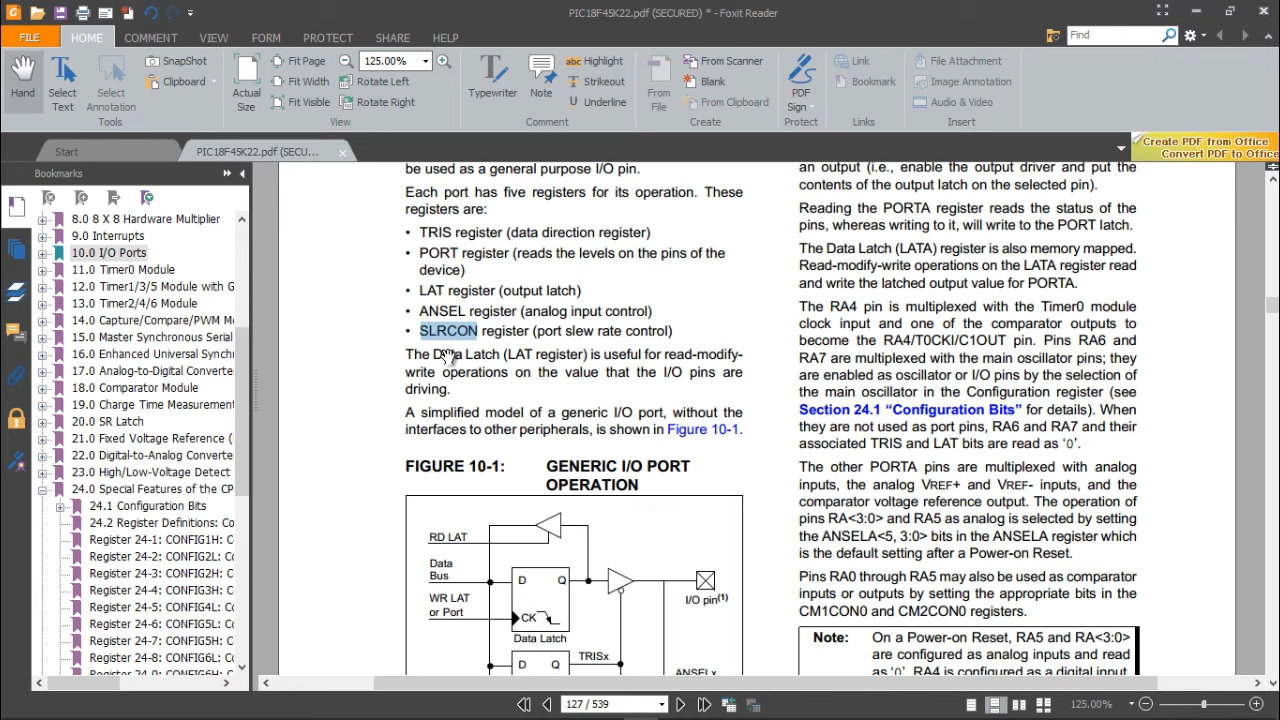 PIC18F45K22.pdf (SECURED) * - Foxit Reader
FILE
HOME
COMMENT
VIEW
FORM
PROTECT
SHARE
HELP
Find
Hand
Select
Text
SnapShot
Select
Annotation
Clipboard
Tools
Actual
Size
Fit Page
Fit Width
Fit Visible
125.00%
Rotate Left
Rotate Right
View
Typewriter
Note
Highlight
Strikeout
Underline
Comment
From
File
From Scanner
Blank
From Clipboard
Create
PDF
Sign
Protect
Link
Bookmark
Links
File Attachment
Image Annotation
Audio & Video
Insert
Start
PIC18F45K22.pdf (SECU...
Create PDF from Office
Convert PDF to Office
Bookmarks
8.0 8 X 8 Hardware Multiplier
9.0 Interrupts
10.0 I/O Ports
11.0 Timer0 Module
12.0 Timer1/3/5 Module with G
13.0 Timer2/4/6 Module
14.0 Capture/Compare/PWM M
15.0 Master Synchronous Serial
16.0 Enhanced Universal Synch
17.0 Analog-to-Digital Converte
18.0 Comparator Module
19.0 Charge Time Measurement
20.0 SR Latch
21.0 Fixed Voltage Reference (
22.0 Digital-to-Analog Converte
23.0 High/Low-Voltage Detect
24.0 Special Features of the CP
24.1 Configuration Bits
24.2 Register Definitions: Co
Register 24-1: CONFIG1H: C
Register 24-2: CONFIG2L: Co
Register 24-3: CONFIG2H: C
Register 24-4: CONFIG3H: C
Register 24-5: CONFIG4L: Co
Register 24-6: CONFIG5L: Co
Register 24-7: CONFIG5H: C
Register 24-8: CONFIG6L: Co
Register 24-9: CONFIG6H: C
be used as a general purpose I/O pin.
Each port has five registers for its operation. These
registers are:
• TRIS register (data direction register)
• PORT register (reads the levels on the pins of the
device)
• LAT register (output latch)
• ANSEL register (analog input control)
• SLRCON register (port slew rate control)
The Data Latch (LAT register) is useful for read-modify-
write operations on the value that the I/O pins are
driving.
A simplified model of a generic I/O port, without the
interfaces to other peripherals, is shown in Figure 10-1.
FIGURE 10-1: GENERIC I/O PORT
OPERATION
RD LAT
Data
Bus
WR LAT
or Port
D Q
CK
Data Latch
I/O pin(1)
D Q
TRISx
ANSELx
an output (i.e., enable the output driver and put the
contents of the output latch on the selected pin).
Reading the PORTA register reads the status of the
pins, whereas writing to it, will write to the PORT latch.
The Data Latch (LATA) register is also memory mapped.
Read-modify-write operations on the LATA register read
and write the latched output value for PORTA.
The RA4 pin is multiplexed with the Timer0 module
clock input and one of the comparator outputs to
become the RA4/T0CKI/C1OUT pin. Pins RA6 and
RA7 are multiplexed with the main oscillator pins; they
are enabled as oscillator or I/O pins by the selection of
the main oscillator in the Configuration register (see
Section 24.1 “Configuration Bits” for details). When
they are not used as port pins, RA6 and RA7 and their
associated TRIS and LAT bits are read as ‘0’.
The other PORTA pins are multiplexed with analog
inputs, the analog VREF+ and VREF- inputs, and the
comparator voltage reference output. The operation of
pins RA<3:0> and RA5 as analog is selected by setting
the ANSELA<5, 3:0> bits in the ANSELA register which
is the default setting after a Power-on Reset.
Pins RA0 through RA5 may also be used as comparator
inputs or outputs by setting the appropriate bits in the
CM1CON0 and CM2CON0 registers.
Note: On a Power-on Reset, RA5 and RA<3:0>
are configured as analog inputs and read
as ‘0’. RA4 is configured as a digital input.
127 / 539
125.00%